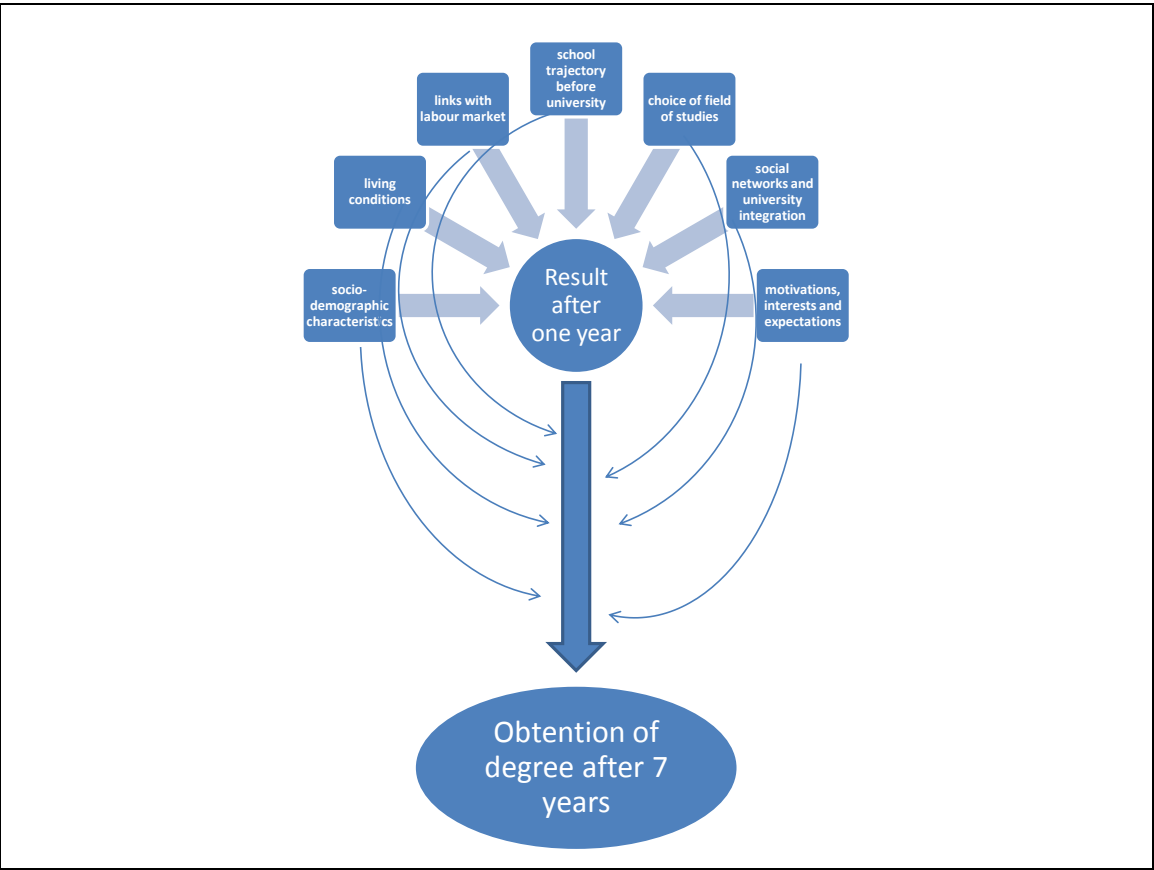 school
trajectory
before
university
links with
labour market
choice of field
of studies
living
conditions
social
networks and
university
integration
socio-
demographic
characteristics
motivations,
interests and
expectations
Result
after
one year
Obtention of
degree after 7
years